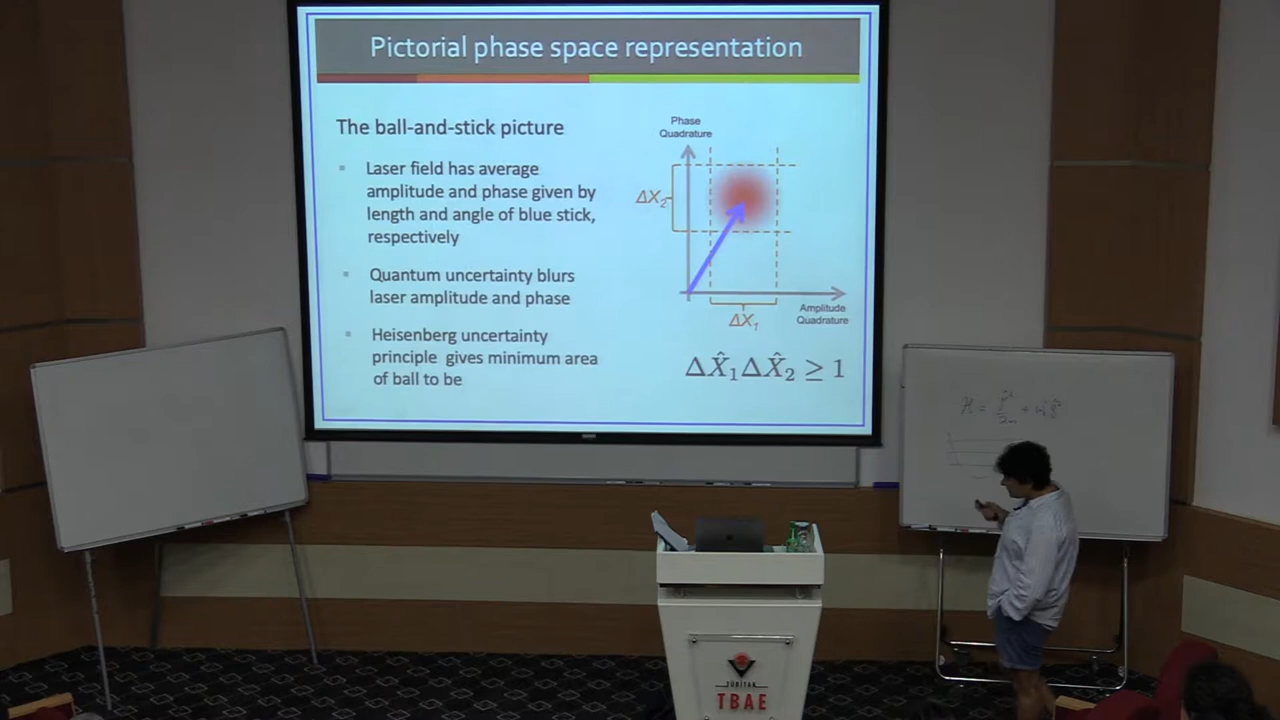 Pictorial phase space representation
The ball-and-stick picture
Laser field has average
amplitude and phase given by
length and angle of blue stick,
respectively
Quantum uncertainty blurs
laser amplitude and phase
Heisenberg uncertainty
principle gives minimum area
of ball to be
Phase
Quadrature
ΔX₂
ΔX₁
Amplitude
Quadrature
ΔX̂₁ΔX̂₂ ≥ 1
TÜBİTAK
TBAE